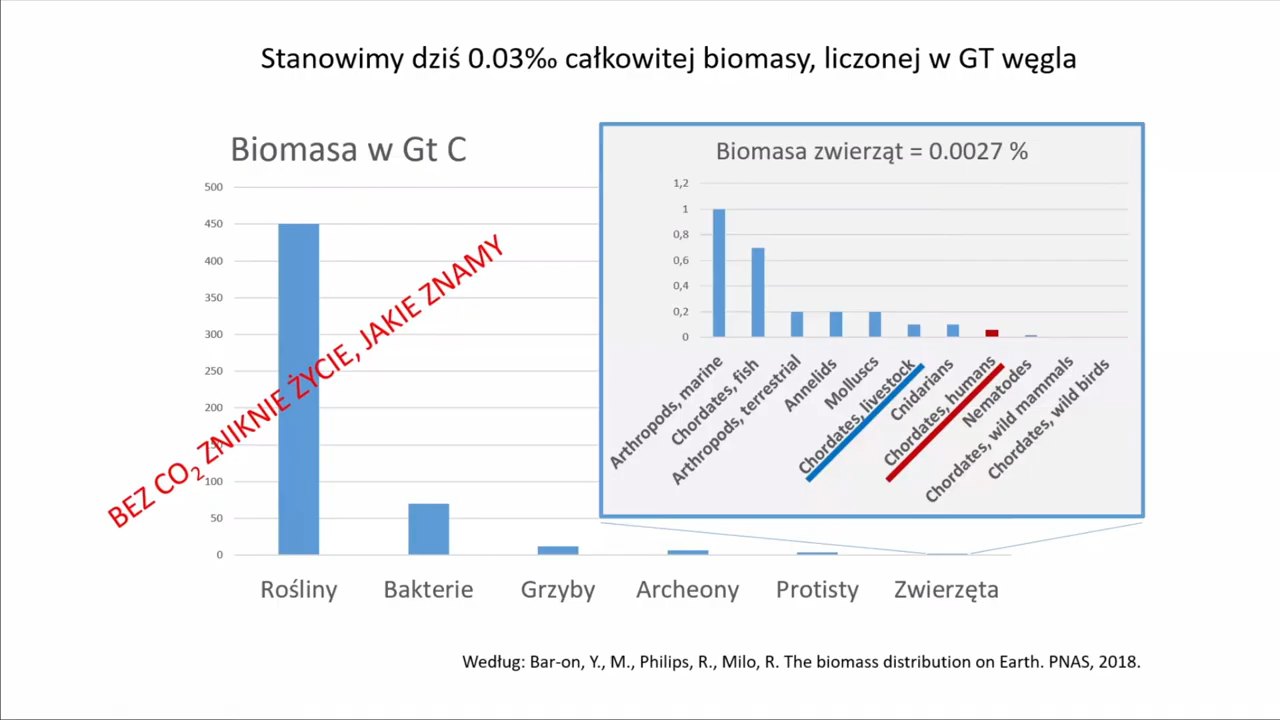 Stanowimy dziś 0.03‰ całkowitej biomasy, liczonej w GT węgla
Biomasa w Gt C
500
450
400
350
300
250
200
150
100
50
0
Rośliny
Bakterie
Grzyby
Archeony
Protisty
Zwierzęta
BEZ CO₂ ZNIKNIE ŻYCIE, JAKIE ZNAMY
Biomasa zwierząt = 0.0027 %
1,2
1
0,8
0,6
0,4
0,2
0
Arthropods, marine
Chordates, fish
Arthropods, terrestrial
Annelids
Molluscs
Chordates, livestock
Cnidarians
Chordates, humans
Nematodes
Chordates, wild mammals
Chordates, wild birds
Według: Bar-on, Y., M., Philips, R., Milo, R. The biomass distribution on Earth. PNAS, 2018.